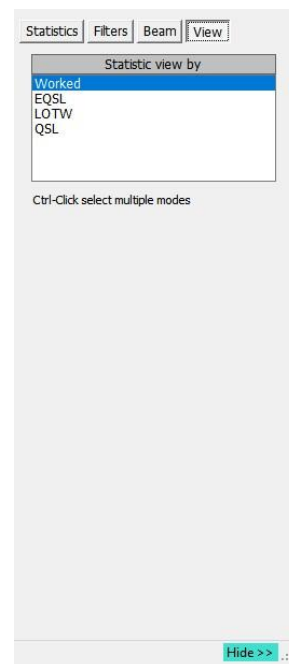 Statistics Filters Beam View
Statistic view by
Worked
EQSL
LOTW
QSL
Ctrl-Click select multiple modes
Hide >>